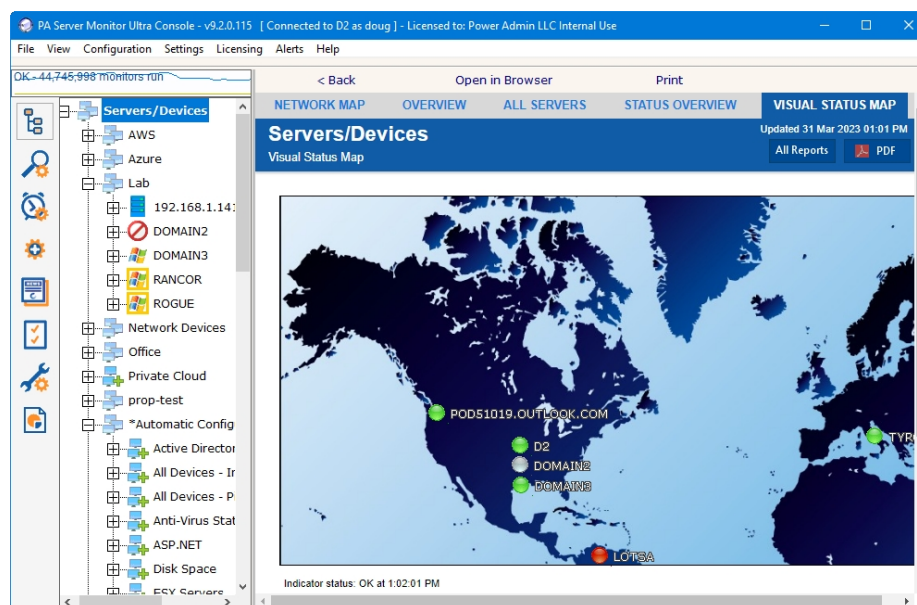 PA Server Monitor Ultra Console - v9.2.0.115 [ Connected to D2 as doug ] - Licensed to: Power Admin LLC Internal Use
File View Configuration Settings Licensing Alerts Help
OK - 44,745,998 monitors run
< Back Open in Browser Print
NETWORK MAP OVERVIEW ALL SERVERS STATUS OVERVIEW VISUAL STATUS MAP
Servers/Devices
Visual Status Map
Updated 31 Mar 2023 01:01 PM
All Reports PDF
Servers/Devices
AWS
Azure
Lab
192.168.1.141
DOMAIN2
DOMAIN3
RANCOR
ROGUE
Network Devices
Office
Private Cloud
prop-test
*Automatic Config
Active Director
All Devices - In
All Devices - P
Anti-Virus Stat
ASP.NET
Disk Space
ESX Servers
NEWS
POD51019.OUTLOOK.COM
D2
DOMAIN2
DOMAIN3
LOTSA
TYR
Indicator status: OK at 1:02:01 PM